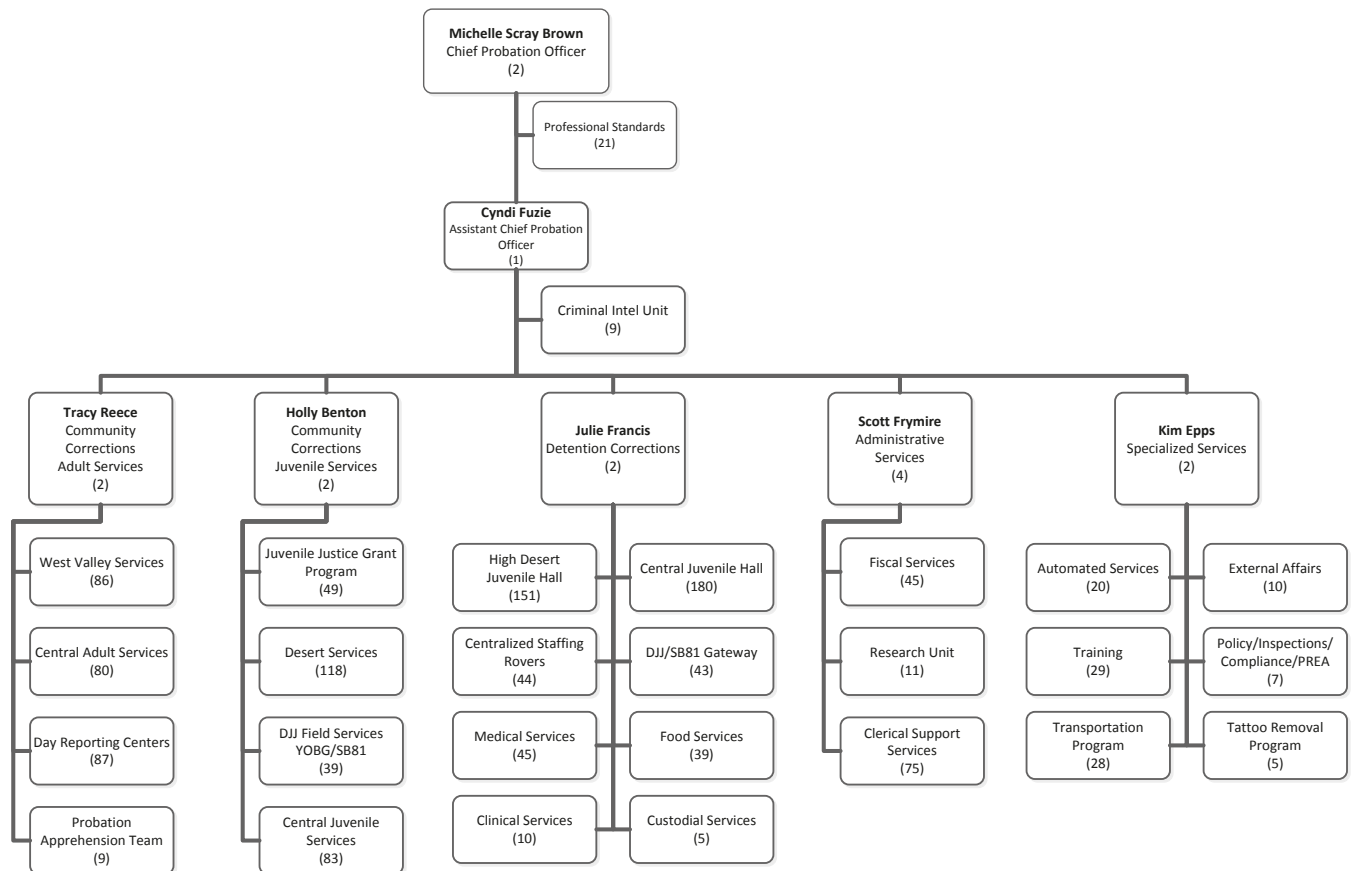 Michelle Scray Brown
Chief Probation Officer
(2)
Professional Standards
(21)
Cyndi Fuzie
Assistant Chief Probation
Officer
(1)
Criminal Intel Unit
(9)
Tracy Reece
Community
Corrections
Adult Services
(2)
Holly Benton
Community
Corrections
Juvenile Services
(2)
Julie Francis
Detention Corrections
(2)
Scott Frymire
Administrative
Services
(4)
Kim Epps
Specialized Services
(2)
West Valley Services
(86)
Central Adult Services
(80)
Day Reporting Centers
(87)
Probation
Apprehension Team
(9)
Juvenile Justice Grant
Program
(49)
Desert Services
(118)
DJJ Field Services
YOBG/SB81
(39)
Central Juvenile
Services
(83)
High Desert
Juvenile Hall
(151)
Central Juvenile Hall
(180)
Centralized Staffing
Rovers
(44)
DJJ/SB81 Gateway
(43)
Medical Services
(45)
Food Services
(39)
Clinical Services
(10)
Custodial Services
(5)
Fiscal Services
(45)
Research Unit
(11)
Clerical Support
Services
(75)
Automated Services
(20)
External Affairs
(10)
Training
(29)
Policy/Inspections/
Compliance/PREA
(7)
Transportation
Program
(28)
Tattoo Removal
Program
(5)